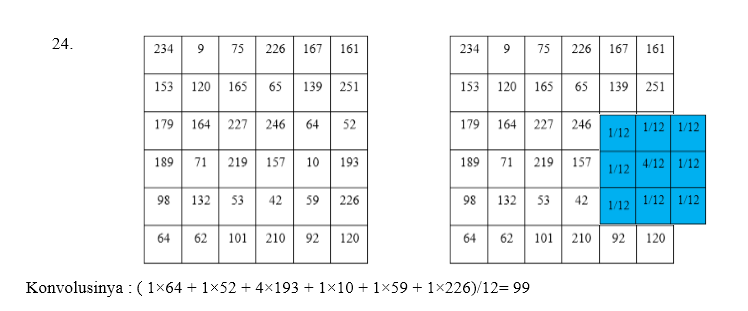 24.
234 9 75 226 167 161
153 120 165 65 139 251
179 164 227 246 64 52
189 71 219 157 10 193
98 132 53 42 59 226
64 62 101 210 92 120
234 9 75 226 167 161
153 120 165 65 139 251
179 164 227 246 1/12 1/12 1/12
189 71 219 157 1/12 4/12 1/12
98 132 53 42 1/12 1/12 1/12
64 62 101 210 92 120
Konvolusinya : ( 1×64 + 1×52 + 4×193 + 1×10 + 1×59 + 1×226)/12= 99